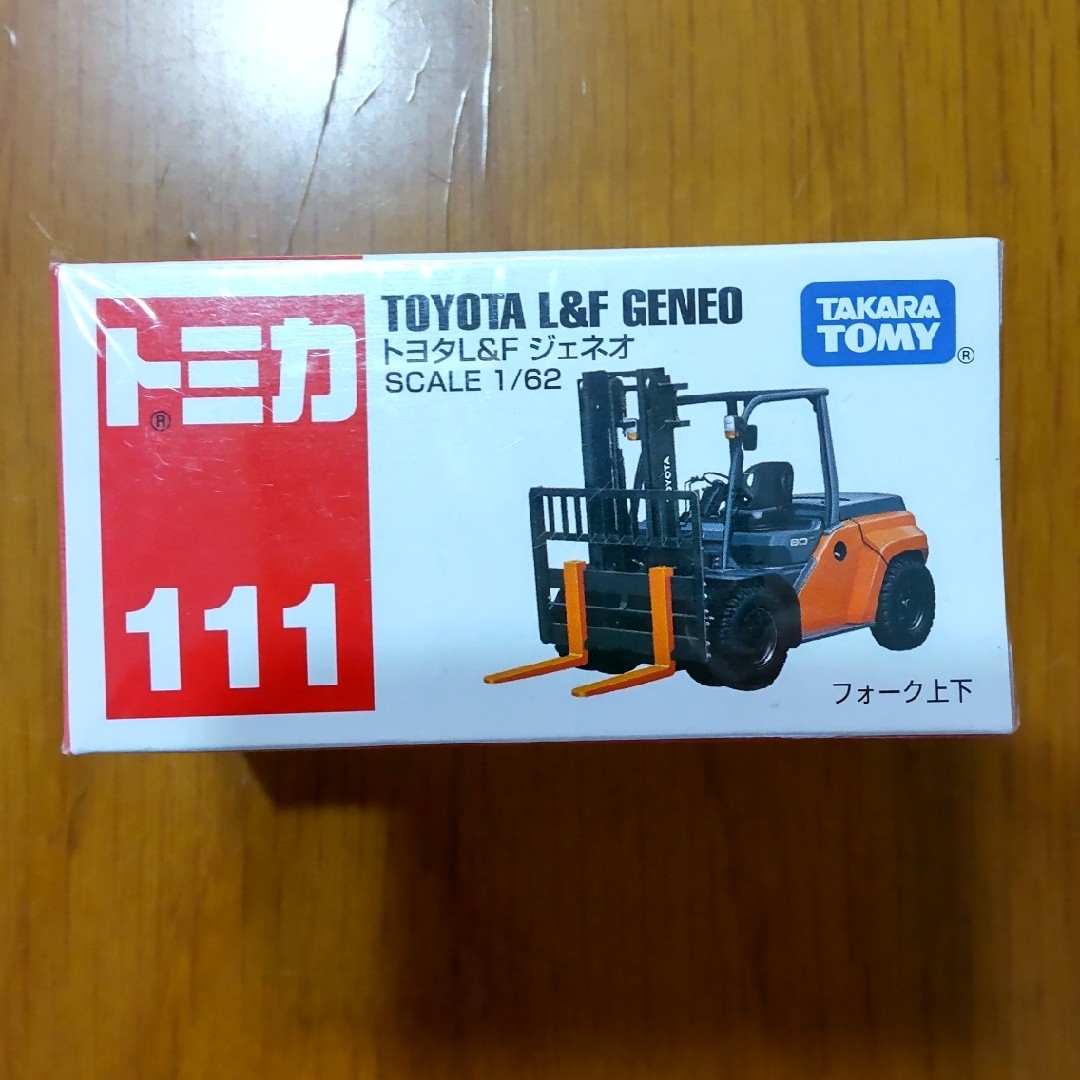 トミカ®
111
TOYOTA L&F GENEO
トヨタL&F ジェネオ
SCALE 1/62
TAKARA
TOMY®
TOYOTA
80
フォーク上下